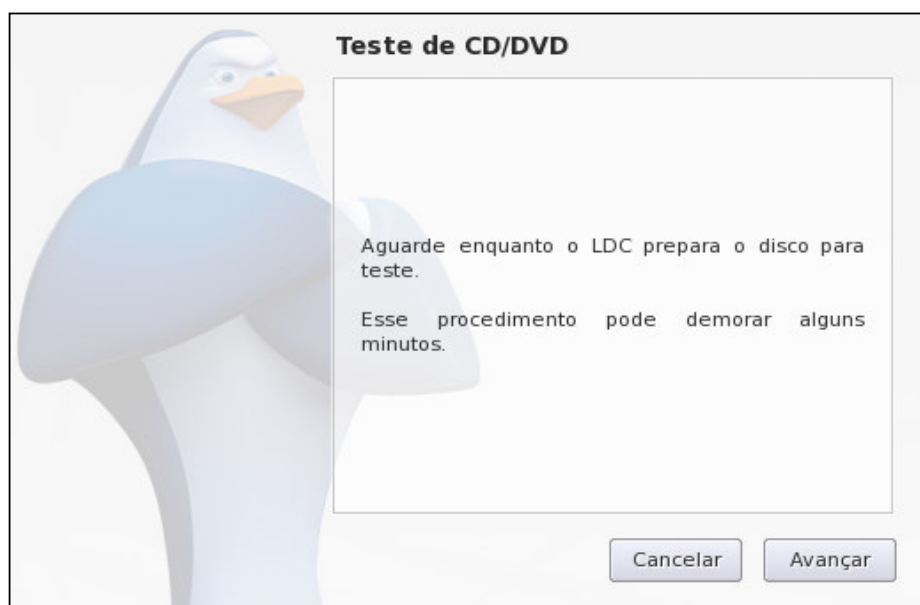 Teste de CD/DVD
Aguarde enquanto o LDC prepara o disco para
teste.
Esse procedimento pode demorar alguns
minutos.
Cancelar
Avançar